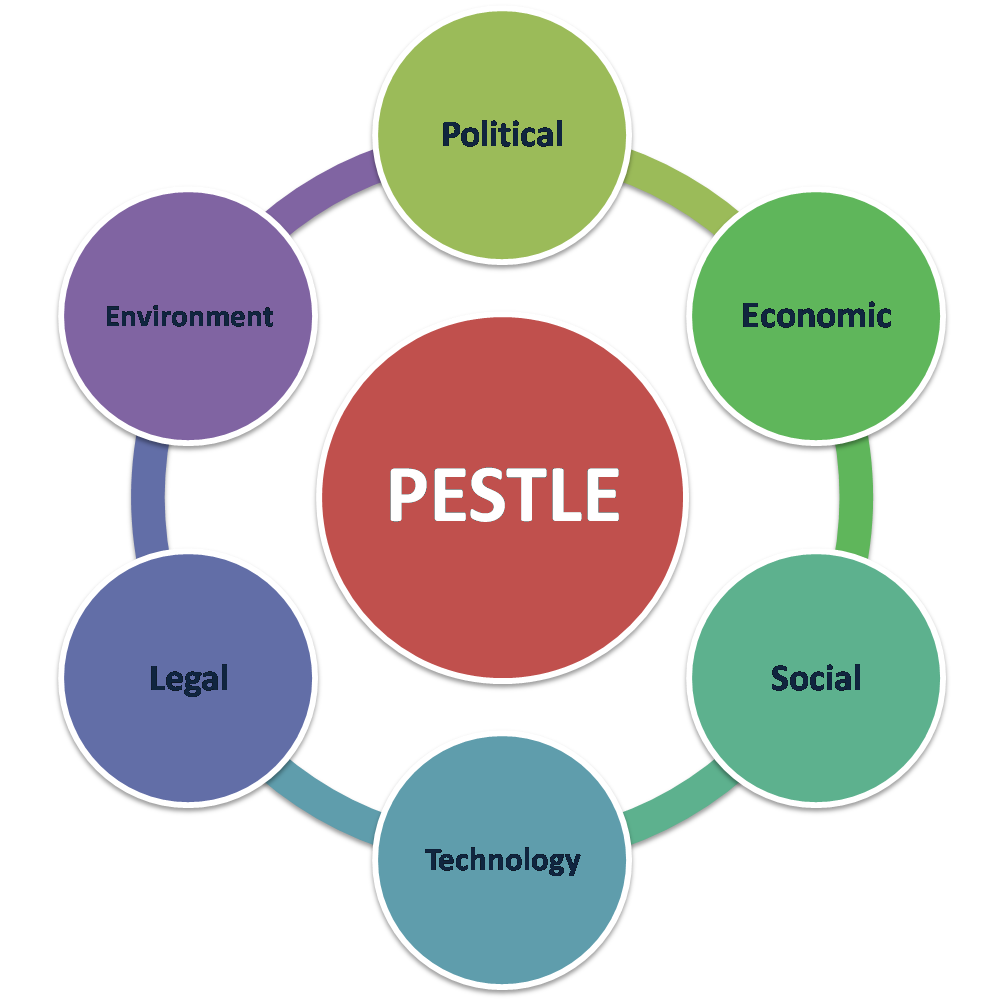 Political
Economic
Social
Technology
Legal
Environment
PESTLE